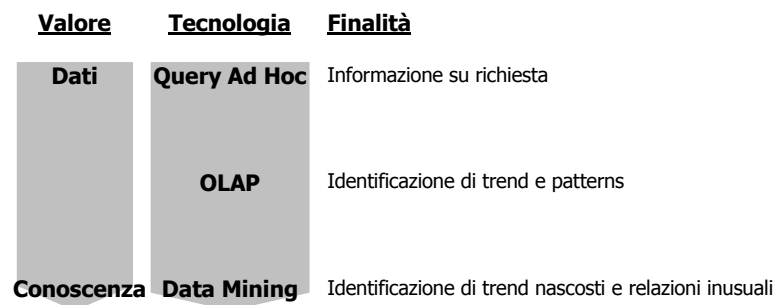 Valore Tecnologia Finalità
Dati Query Ad Hoc Informazione su richiesta
OLAP Identificazione di trend e patterns
Conoscenza Data Mining Identificazione di trend nascosti e relazioni inusuali